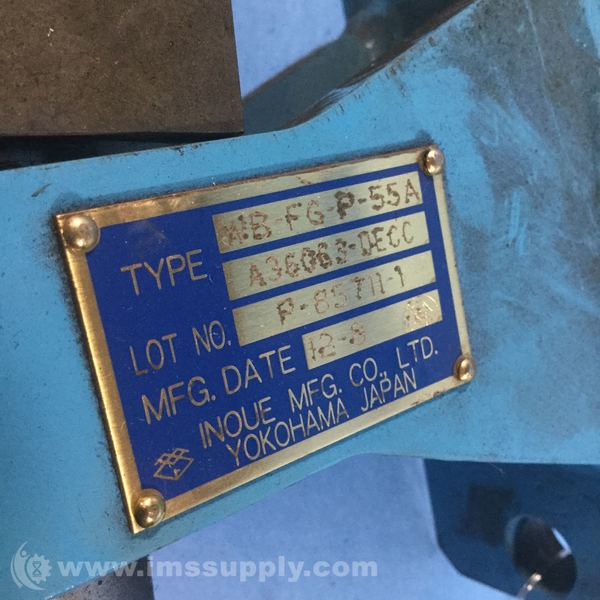 WB FG P-55A
TYPE A36063-DECC
LOT NO. P-85711-1
MFG. DATE 12-8
INOUE MFG. CO., LTD.
YOKOHAMA JAPAN
www.imssupply.com